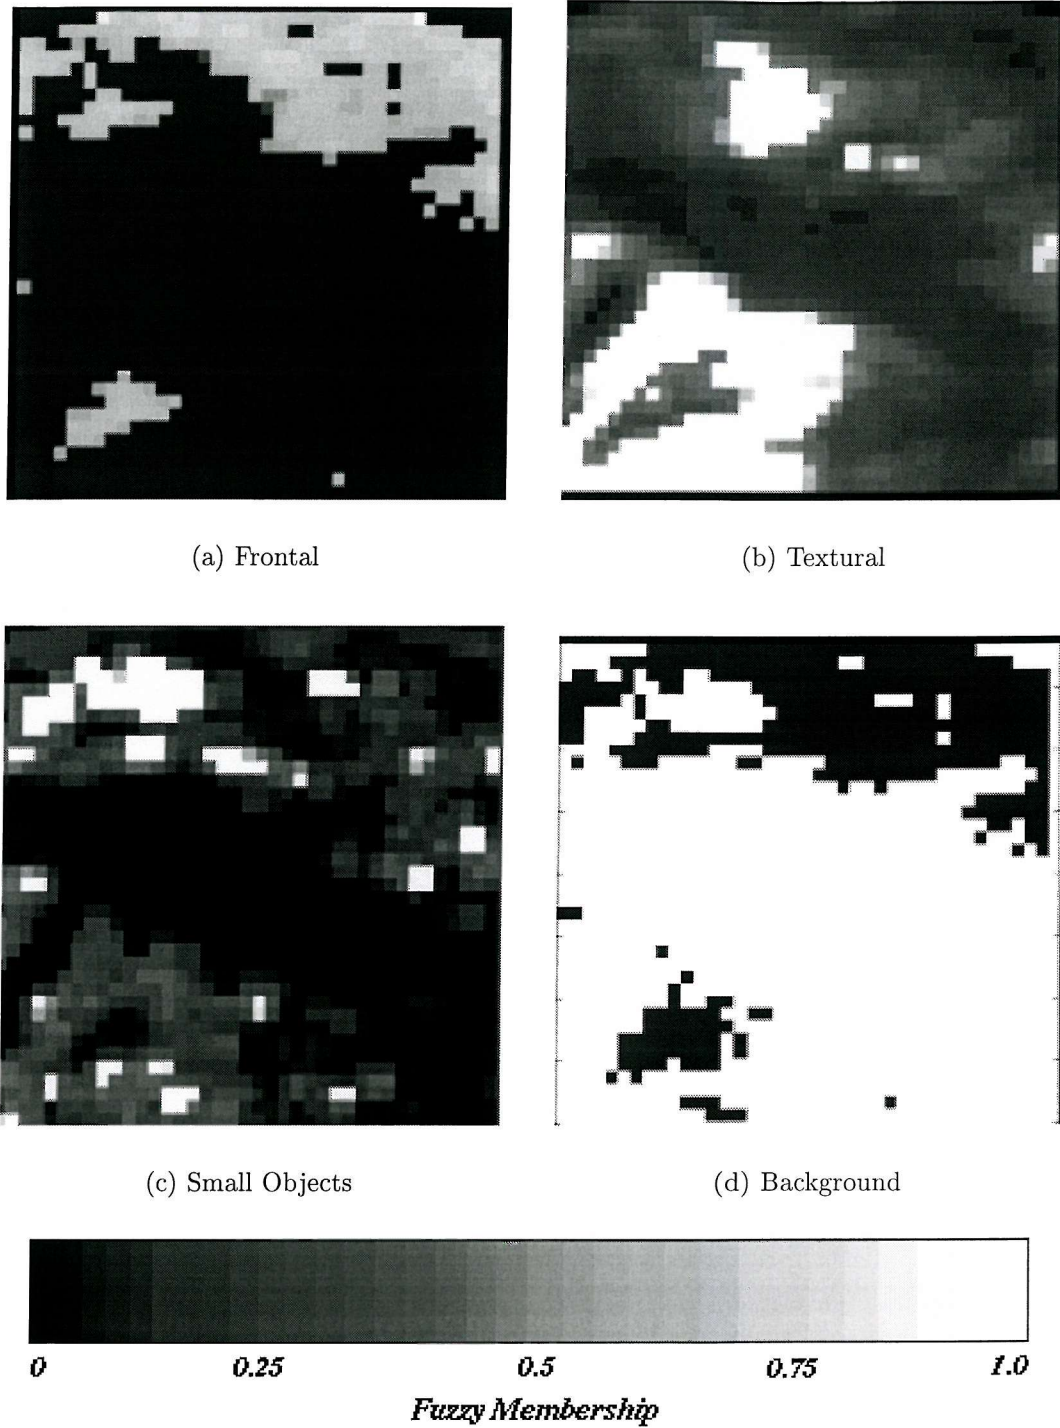 (a) Frontal
(b) Textural
(c) Small Objects
(d) Background
0 0.25 0.5 0.75 1.0
Fuzzy Membership